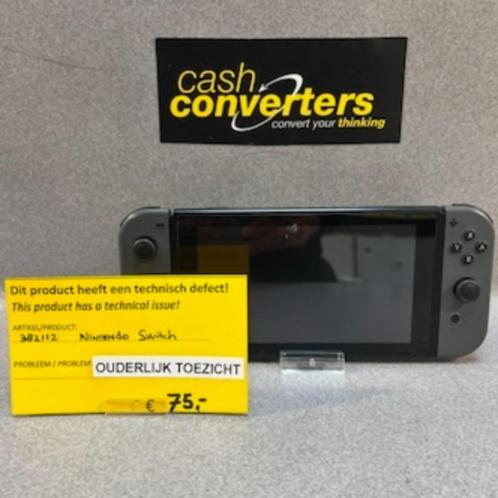 cash
converters
convert your thinking
Dit product heeft een technisch defect!
This product has a technical issue!
ARTIKEL/PRODUCT:
382112 Nintendo Switch
PROBLEEM / PROBLEM
OUDERLIJK TOEZICHT
€ 75,-